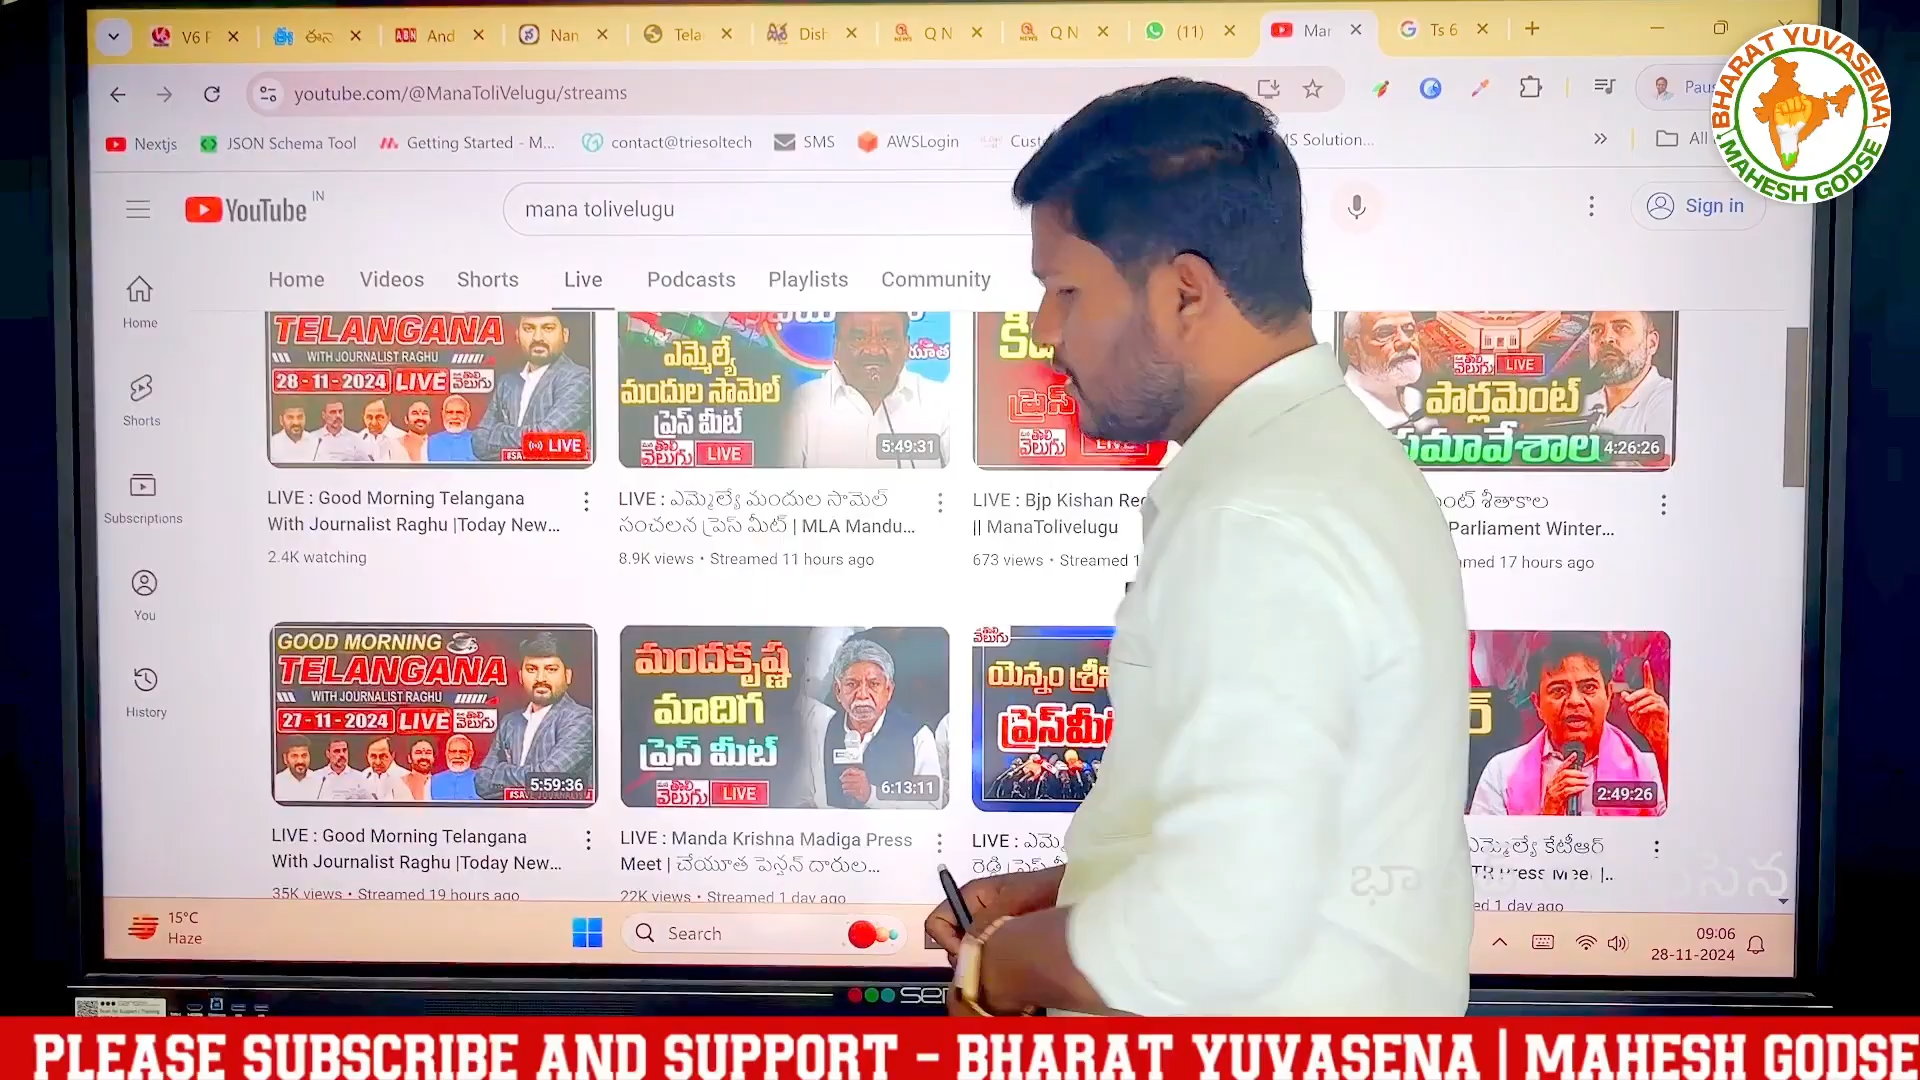 V6 F
ఈనా
And
Nan
Tela
Dish
Q N
Q N
(11)
Mar
Ts 6
youtube.com/@ManaToliVelugu/streams
Nextjs
JSON Schema Tool
Getting Started - M...
contact@triesoltech
SMS
AWSLogin
Solution...
All
BHARAT YUVASENA
MAHESH GODSE
YouTube IN
mana tolivelugu
Sign in
Home Videos Shorts Live Podcasts Playlists Community
Home
Shorts
Subscriptions
You
History
TELANGANA
WITH JOURNALIST RAGHU
28-11-2024 LIVE
LIVE
ఎమ్మెల్యే
మందుల సామెల్
ప్రెస్ మీట్
తొలి
వెలుగు LIVE
5:49:31
LIVE
పార్లమెంట్
సమావేశాలు
4:26:26
LIVE : Good Morning Telangana
With Journalist Raghu |Today New...
2.4K watching
LIVE : ఎమ్మెల్యే మందుల సామెల్
సంచలన ప్రెస్ మీట్ | MLA Mandu...
8.9K views • Streamed 11 hours ago
LIVE : Bjp Kishan Re
|| ManaTolivelugu
673 views • Streamed 1
శీతాకాల
Parliament Winter...
17 hours ago
GOOD MORNING
TELANGANA
WITH JOURNALIST RAGHU
27-11-2024 LIVE
5:59:36
మందకృష్ణ
మాదిగ
ప్రెస్ మీట్
తొలి
వెలుగు LIVE
6:13:11
వెలుగు
యెన్నం
ప్రెస్‌మీ
2:49:26
LIVE : Good Morning Telangana
With Journalist Raghu |Today New...
35K views • Streamed 19 hours ago
LIVE : Manda Krishna Madiga Press
Meet | చేయూత పెన్షన్ దారుల...
22K views • Streamed 1 day ago
LIVE :
ఎమ్మెల్యే కేటీఆర్
Press Meet |..
1 day ago
15°C
Haze
Search
09:06
28-11-2024
PLEASE SUBSCRIBE AND SUPPORT - BHARAT YUVASENA | MAHESH GODSE